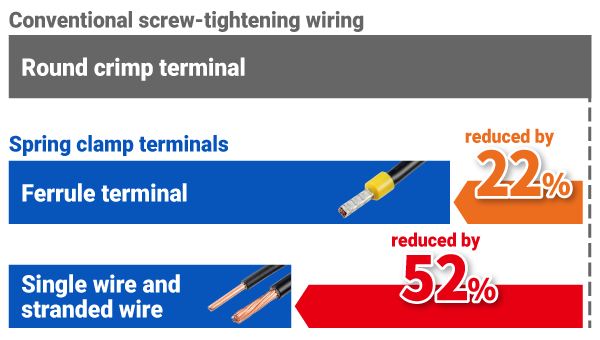 Conventional screw-tightening wiring
Round crimp terminal
Spring clamp terminals
Ferrule terminal
reduced by
22%
Single wire and
stranded wire
reduced by
52%